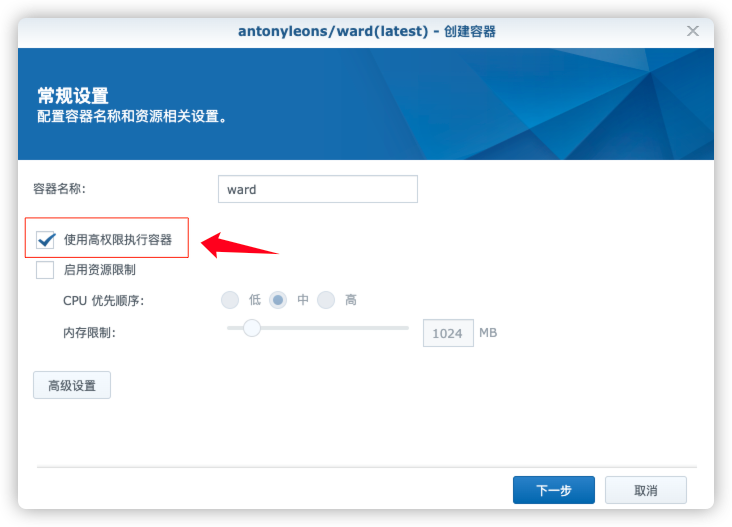 antonyleons/ward(latest) - 创建容器
常规设置
配置容器名称和资源相关设置。
容器名称:
ward
使用高权限执行容器
启用资源限制
CPU 优先顺序:
低 中 高
内存限制:
1024 MB
高级设置
下一步 取消